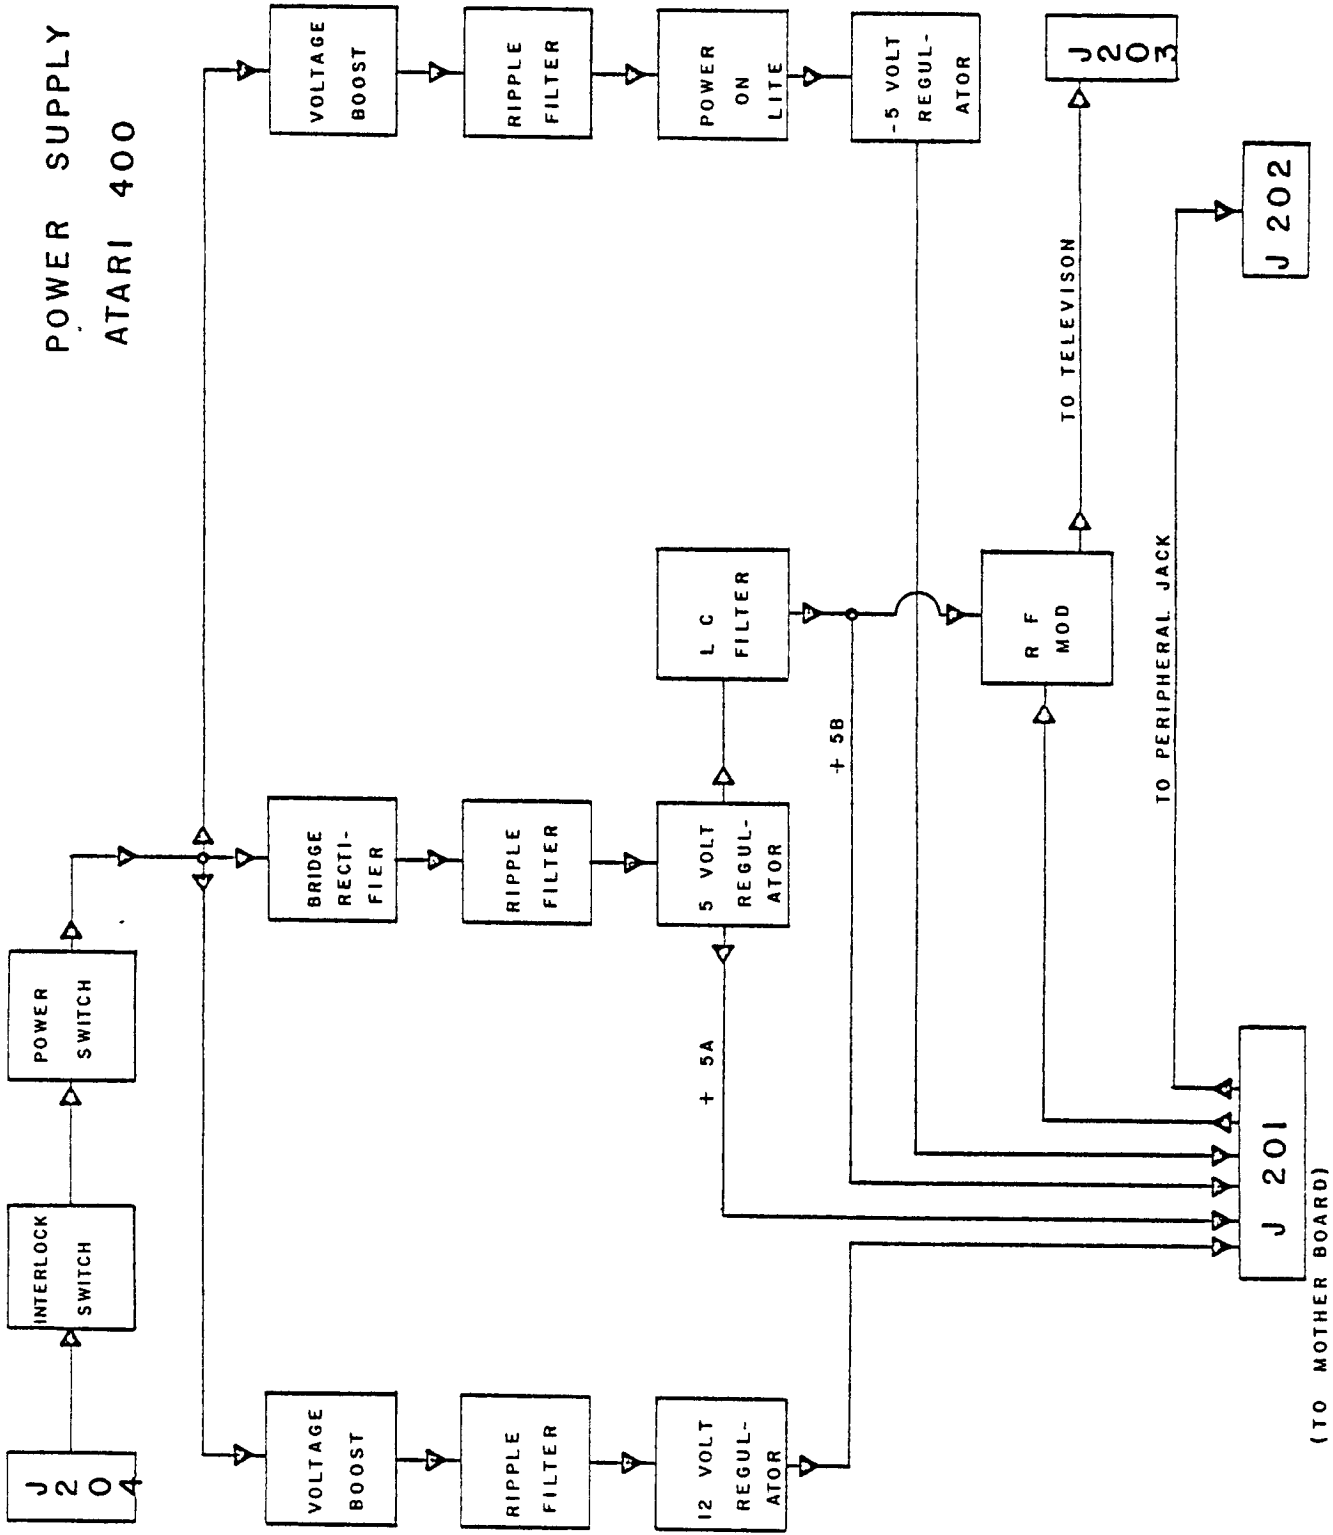 POWER SUPPLY
ATARI 400
J
2
0
4
INTERLOCK
SWITCH
POWER
SWITCH
VOLTAGE
BOOST
RIPPLE
FILTER
12 VOLT
REGUL-
ATOR
BRIDGE
RECTI-
FIER
RIPPLE
FILTER
5 VOLT
REGUL-
ATOR
L C
FILTER
VOLTAGE
BOOST
RIPPLE
FILTER
POWER
ON
LITE
-5 VOLT
REGUL-
ATOR
+ 5A
+ 5B
R F
MOD
TO TELEVISON
J
2
0
3
TO PERIPHERAL JACK
J 202
J 201
(TO MOTHER BOARD)